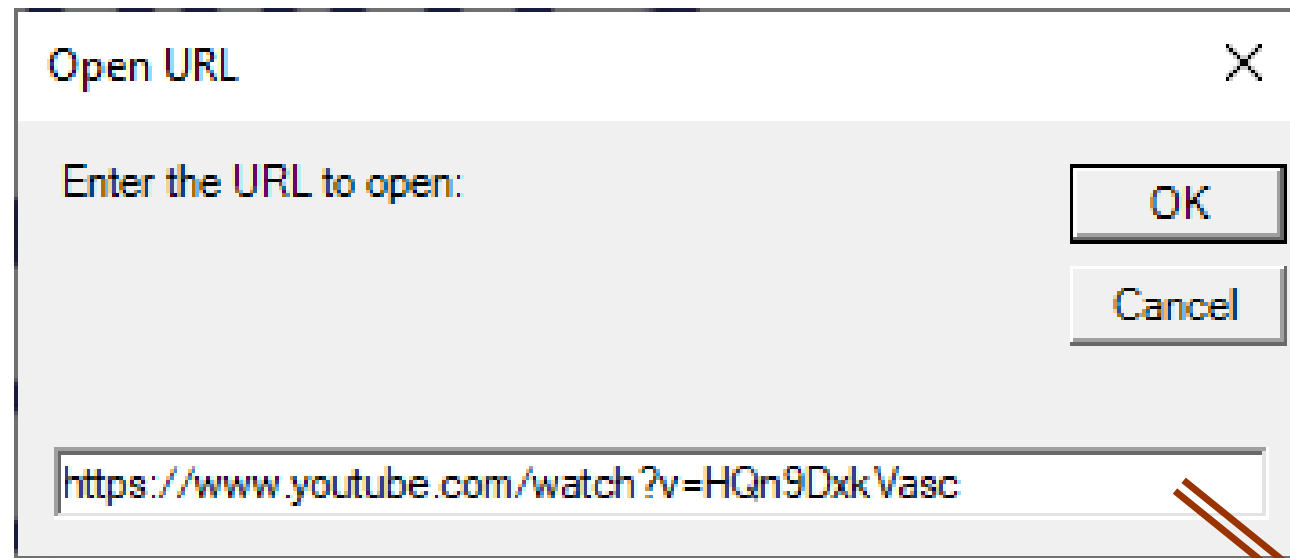 Open URL
Enter the URL to open:
OK
Cancel
https://www.youtube.com/watch?v=HQn9DxkVasc